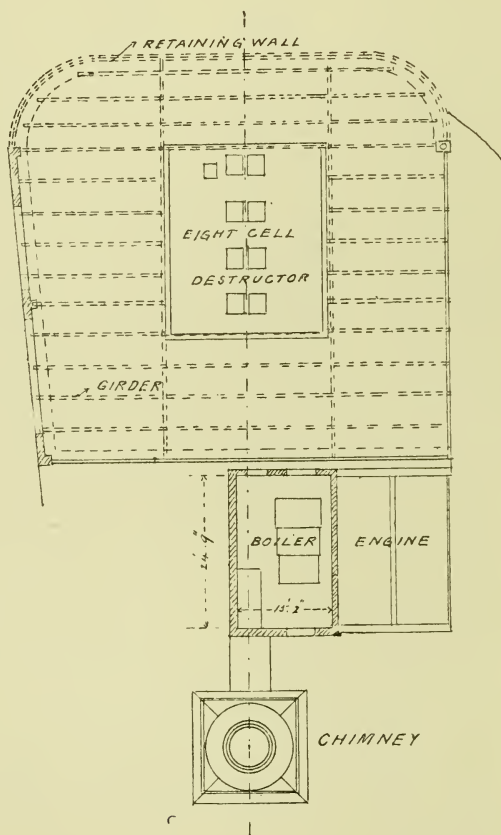 RETAINING WALL
EIGHT CELL
DESTRUCTOR
GIRDER
24'.9"
BOILER
ENGINE
15'.2"
CHIMNEY
C